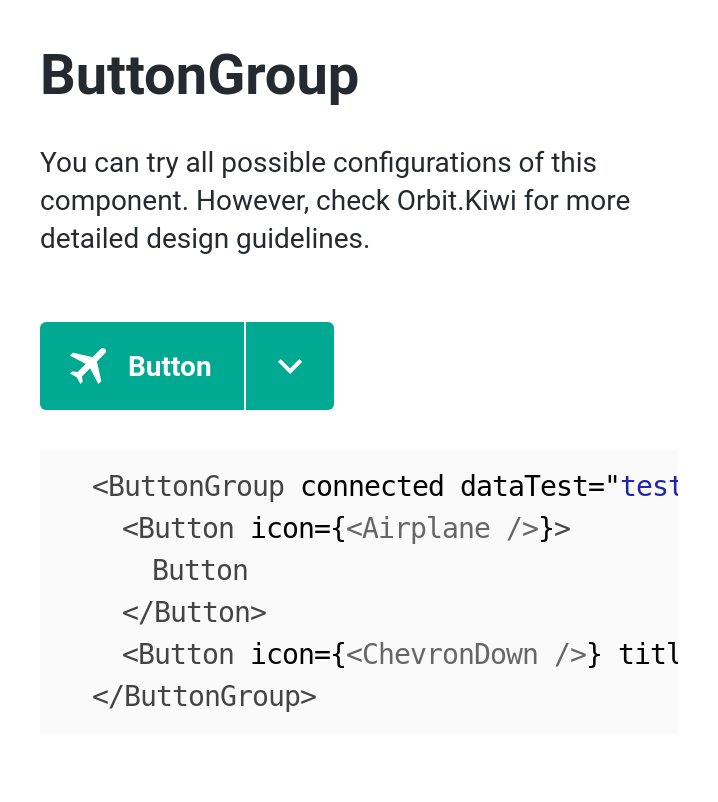 ButtonGroup
You can try all possible configurations of this
component. However, check Orbit.Kiwi for more
detailed design guidelines.
Button
<ButtonGroup connected dataTest="test
<Button icon={<Airplane />}>
Button
</Button>
<Button icon={<ChevronDown />} titl
</ButtonGroup>